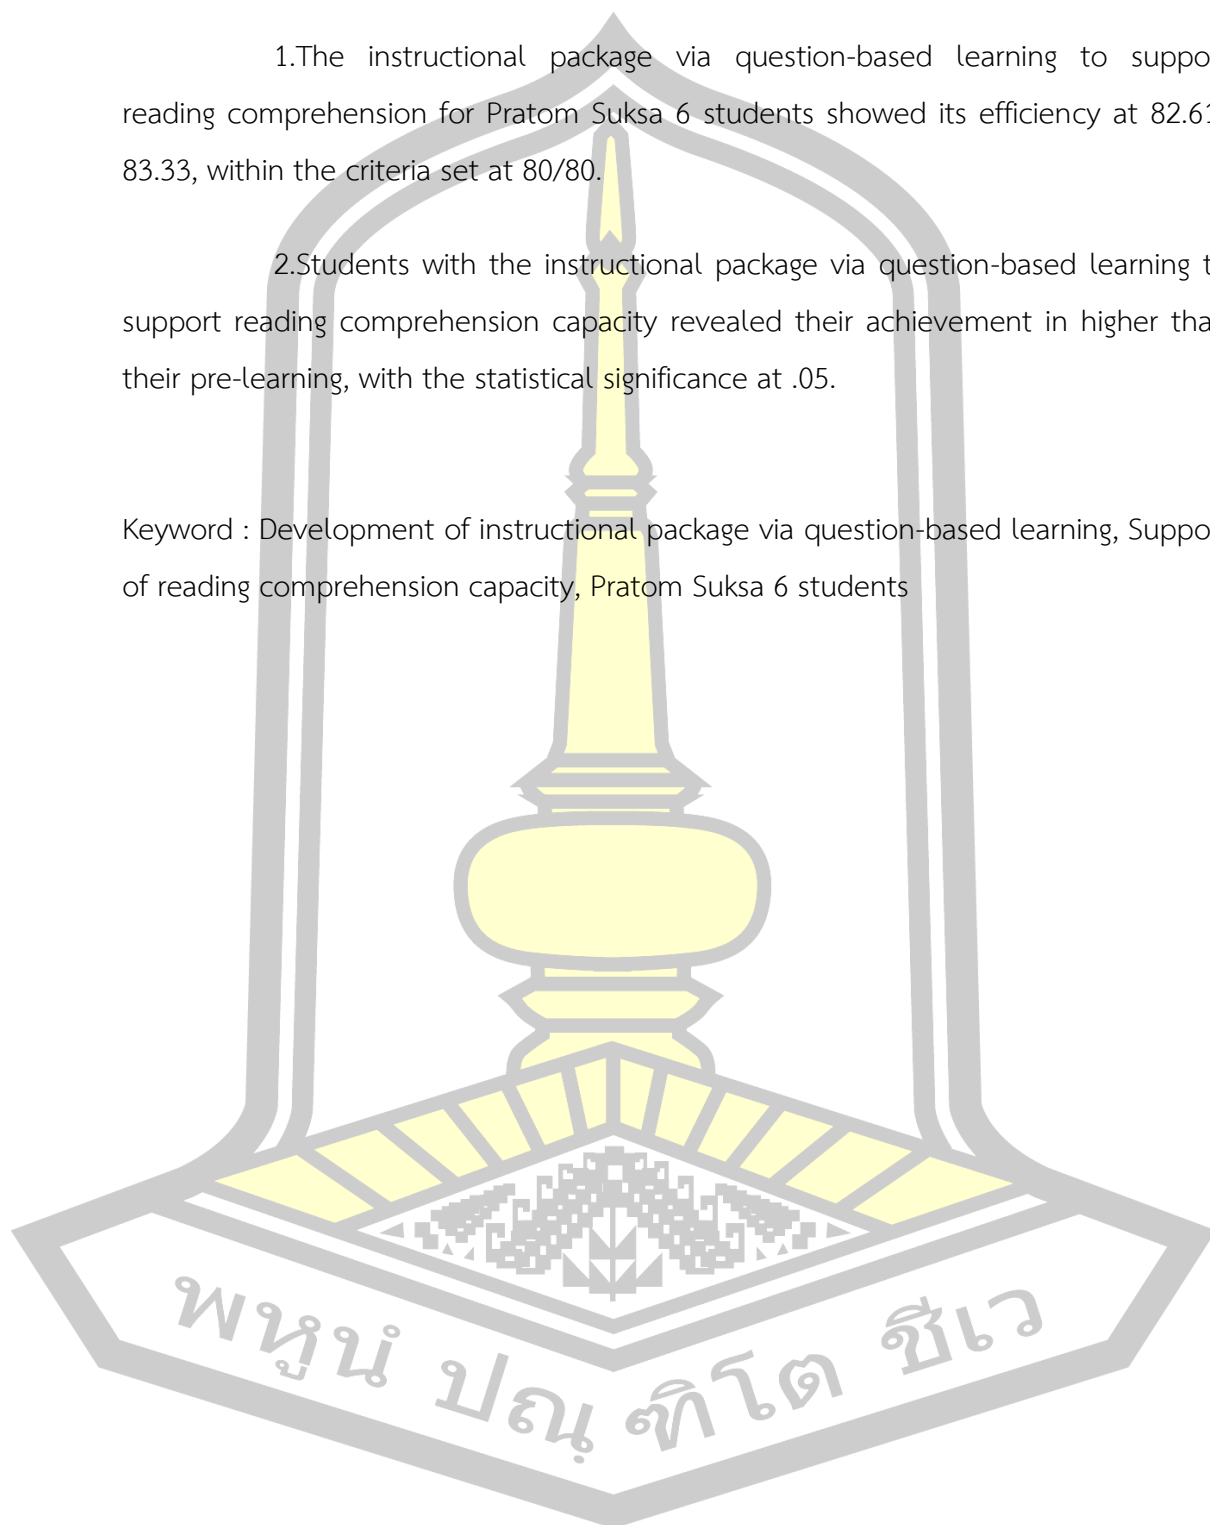 1.The instructional package via question-based learning to suppo
reading comprehension for Pratom Suksa 6 students showed its efficiency at 82.61
83.33, within the criteria set at 80/80.
2.Students with the instructional package via question-based learning t
support reading comprehension capacity revealed their achievement in higher tha
their pre-learning, with the statistical significance at .05.
Keyword : Development of instructional package via question-based learning, Suppo
of reading comprehension capacity, Pratom Suksa 6 students
พหูนํ ปณฺ ฑิโต ชีเว